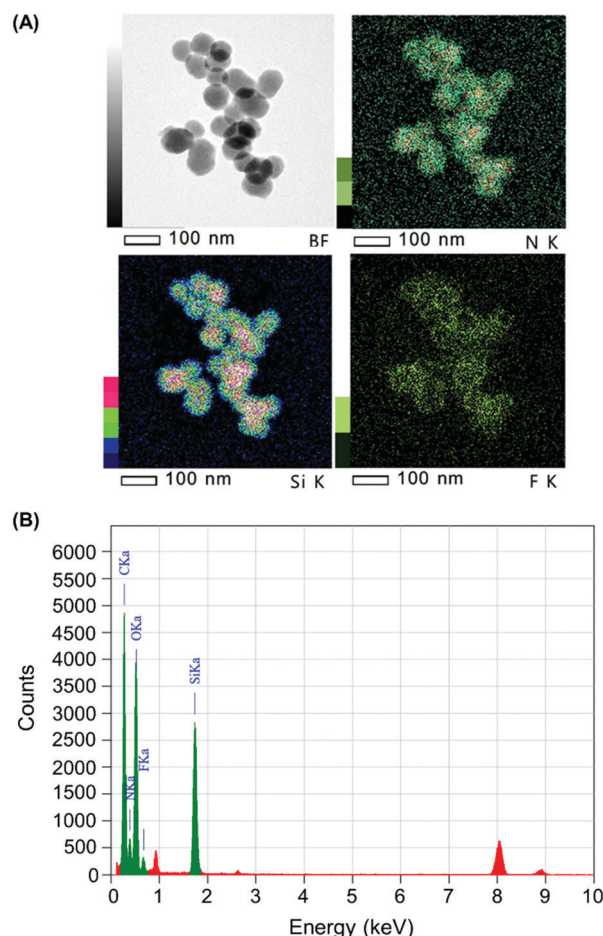 (A)
100 nm BF
100 nm N K
100 nm Si K
100 nm F K
(B)
6000
5500
5000
4500
4000
3500
3000
2500
2000
1500
1000
500
0
Counts
CKa
NKa
OKa
FKa
SiKa
0 1 2 3 4 5 6 7 8 9 10
Energy (keV)